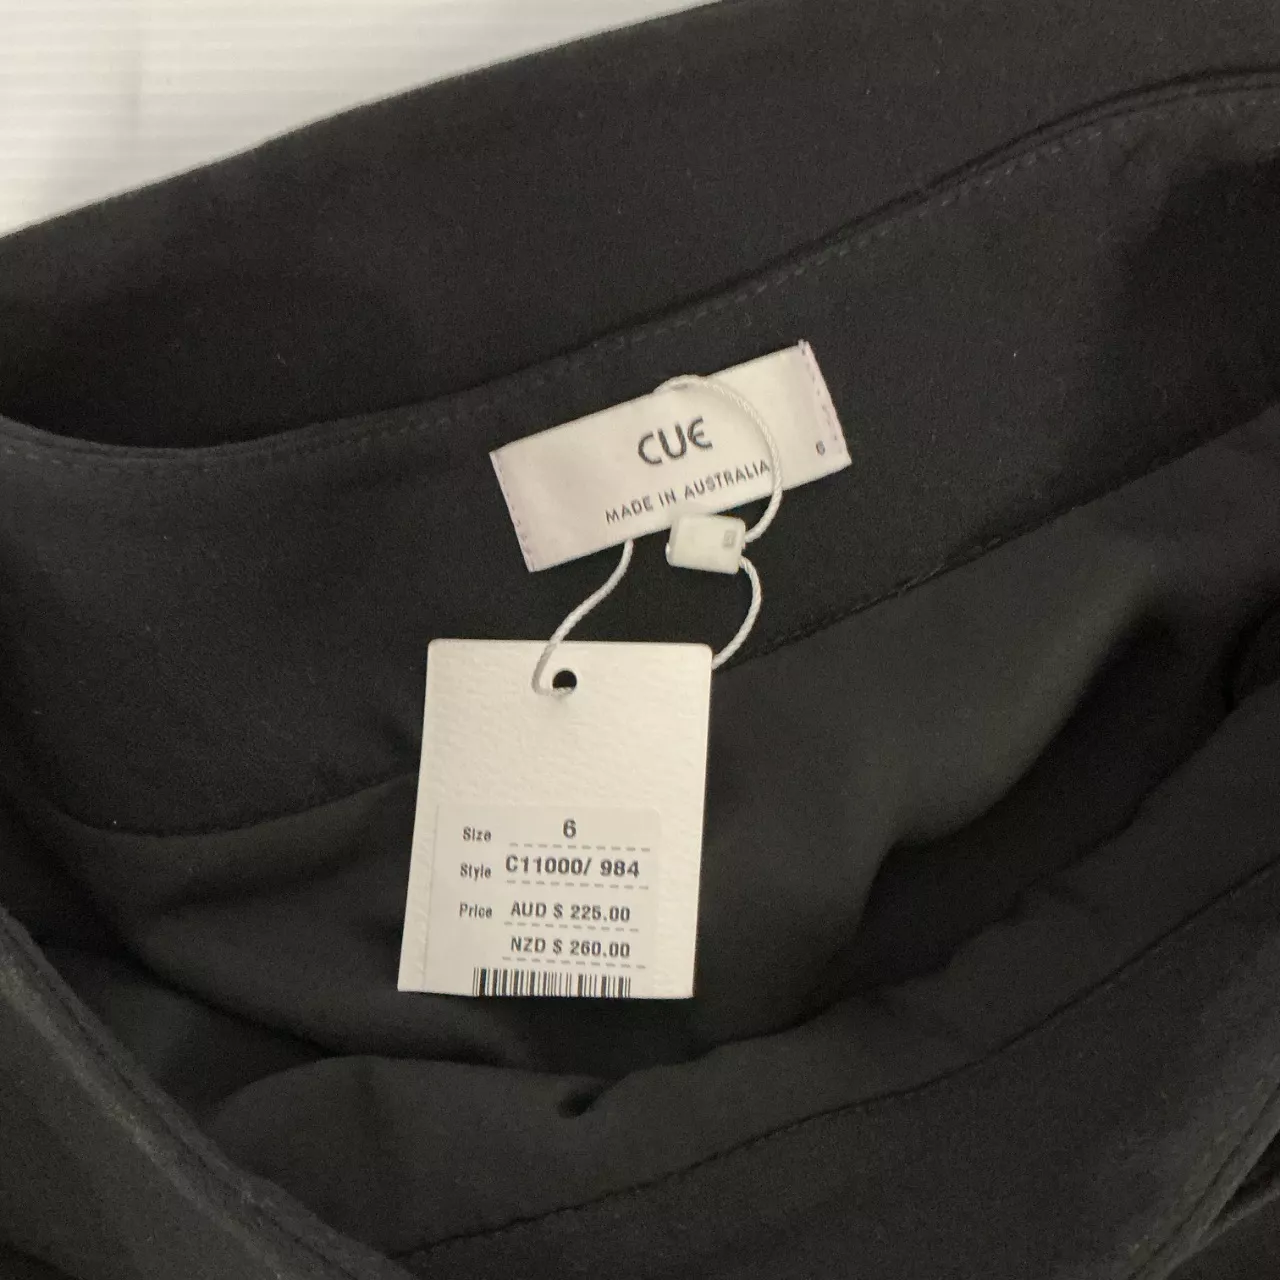 CUE
MADE IN AUSTRALIA
6
Size 6
Style C11000/ 984
Price AUD $ 225.00
NZD $ 260.00